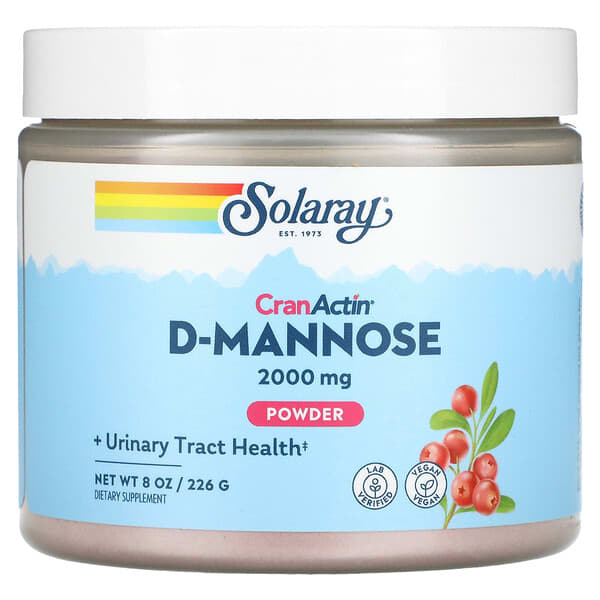 Solaray®
EST. 1973
CranActin®
D-MANNOSE
2000 mg
POWDER
+ Urinary Tract Health‡
NET WT 8 OZ / 226 G
DIETARY SUPPLEMENT
LAB VERIFIED
VEGAN VEGAN